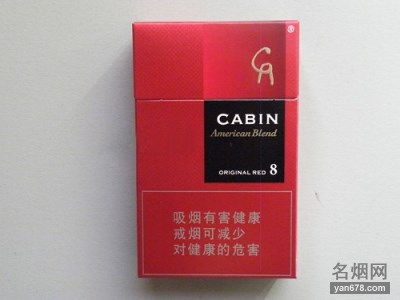 CA
®
CABIN
American Blend
ORIGINAL RED 8
吸烟有害健康
戒烟可减少
对健康的危害
名烟网
yan678.com